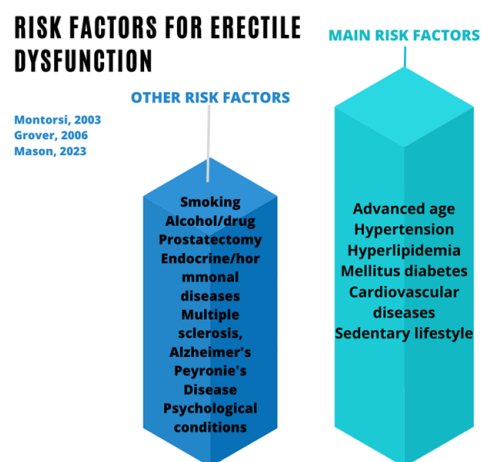 RISK FACTORS FOR ERECTILE
DYSFUNCTION
MAIN RISK FACTORS
OTHER RISK FACTORS
Montorsi, 2003
Grover, 2006
Mason, 2023
Smoking
Alcohol/drug
Prostatectomy
Endocrine/hor
mmonal
diseases
Multiple
sclerosis,
Alzheimer's
Peyronie's
Disease
Psychological
conditions
Advanced age
Hypertension
Hyperlipidemia
Mellitus diabetes
Cardiovascular
diseases
Sedentary lifestyle